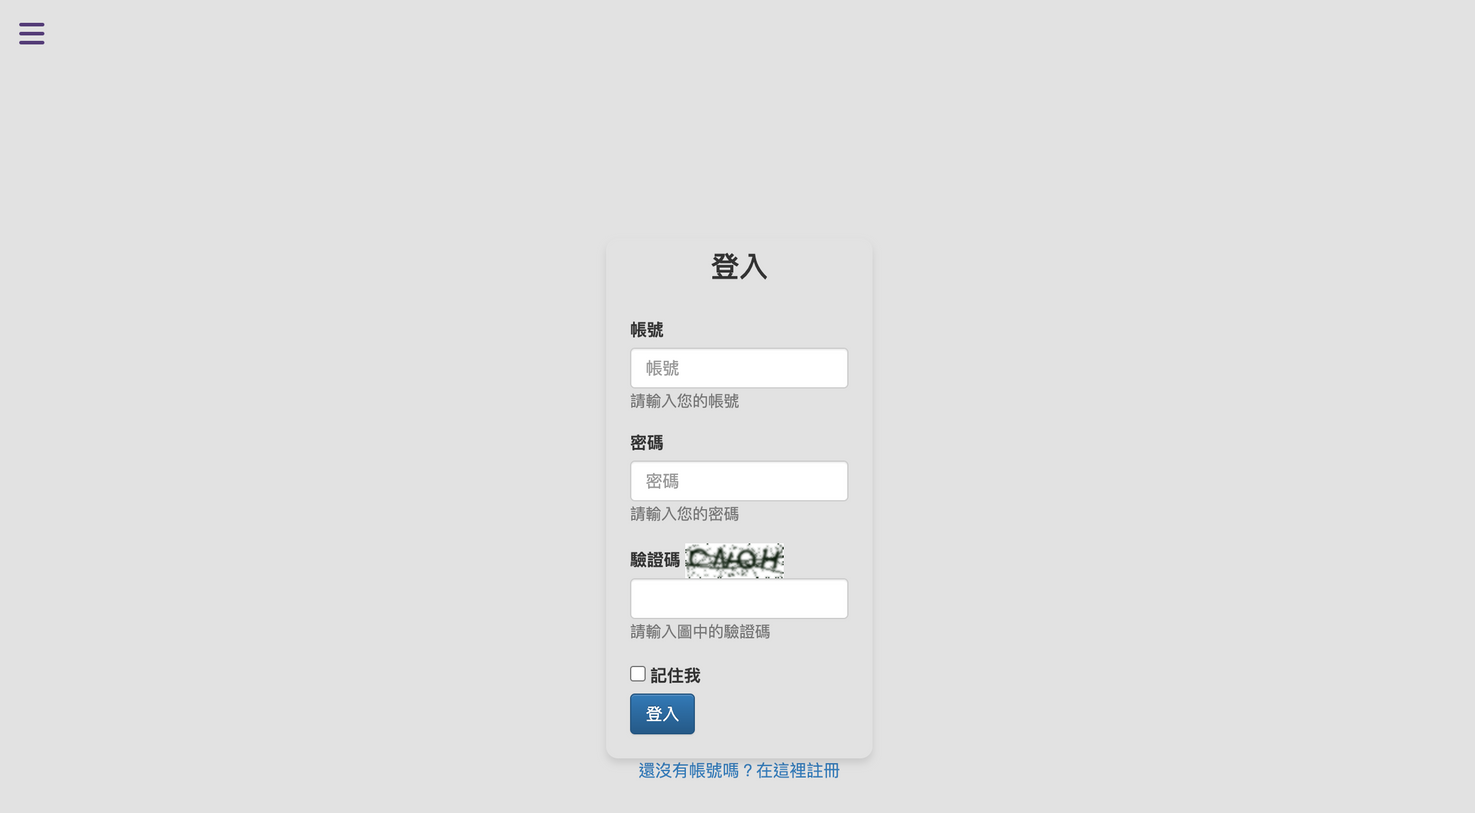 登入
帳號
帳號
請輸入您的帳號
密碼
密碼
請輸入您的密碼
驗證碼
請輸入圖中的驗證碼
記住我
登入
還沒有帳號嗎？在這裡註冊